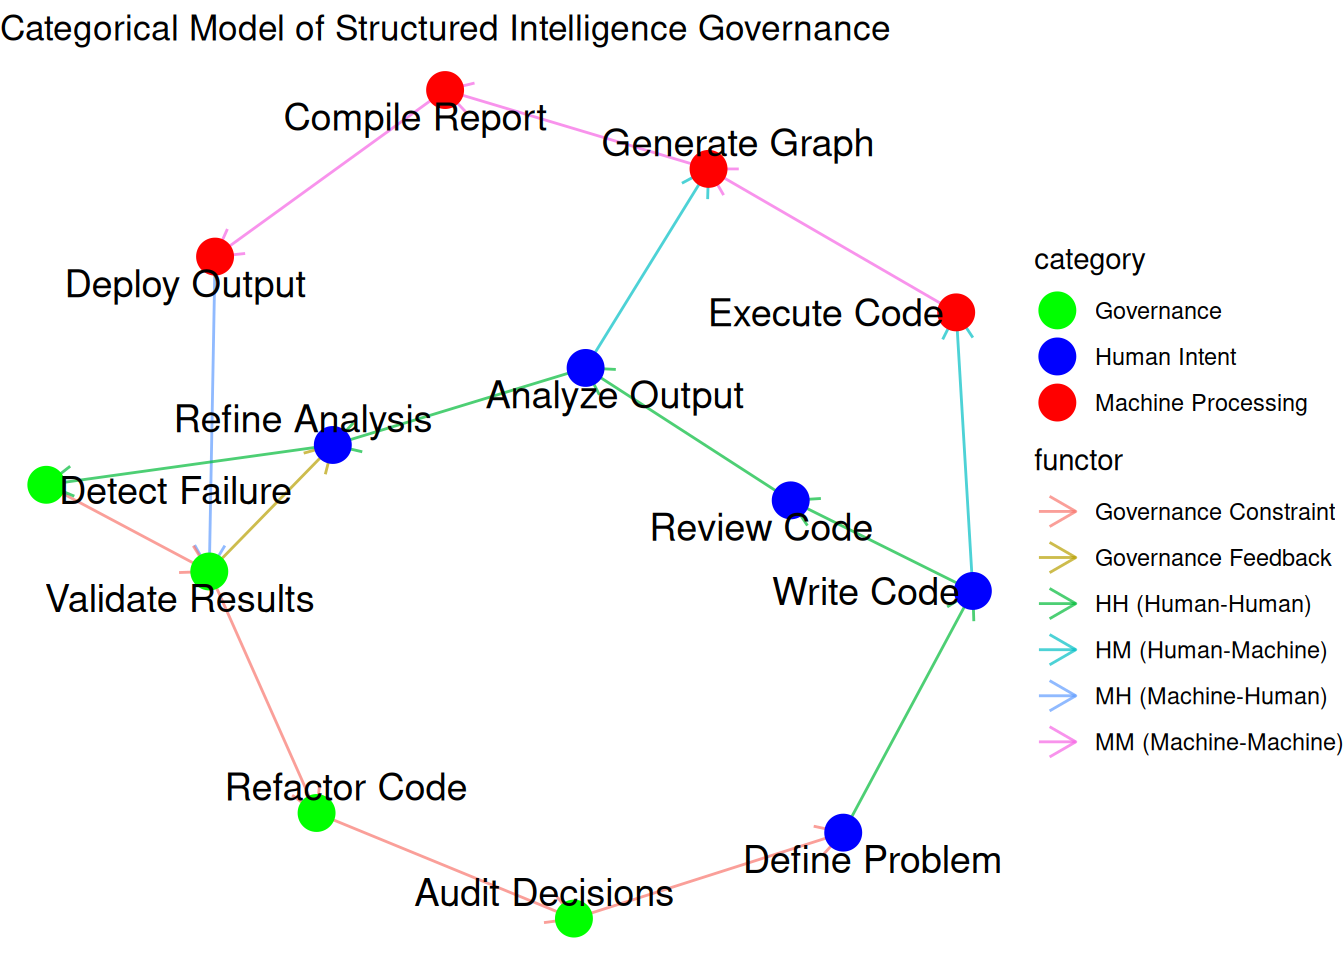 Categorical Model of Structured Intelligence Governance
Compile Report
Generate Graph
Deploy Output
Execute Code
Analyze Output
Refine Analysis
Detect Failure
Review Code
Validate Results
Write Code
Refactor Code
Define Problem
Audit Decisions
category
Governance
Human Intent
Machine Processing
functor
Governance Constraint
Governance Feedback
HH (Human-Human)
HM (Human-Machine)
MH (Machine-Human)
MM (Machine-Machine)